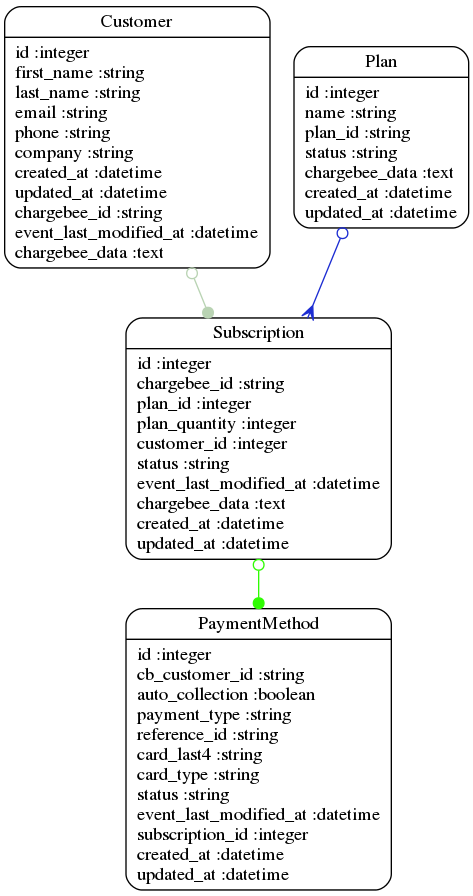 Customer
id :integer
first_name :string
last_name :string
email :string
phone :string
company :string
created_at :datetime
updated_at :datetime
chargebee_id :string
event_last_modified_at :datetime
chargebee_data :text
Plan
id :integer
name :string
plan_id :string
status :string
chargebee_data :text
created_at :datetime
updated_at :datetime
Subscription
id :integer
chargebee_id :string
plan_id :integer
plan_quantity :integer
customer_id :integer
status :string
event_last_modified_at :datetime
chargebee_data :text
created_at :datetime
updated_at :datetime
PaymentMethod
id :integer
cb_customer_id :string
auto_collection :boolean
payment_type :string
reference_id :string
card_last4 :string
card_type :string
status :string
event_last_modified_at :datetime
subscription_id :integer
created_at :datetime
updated_at :datetime